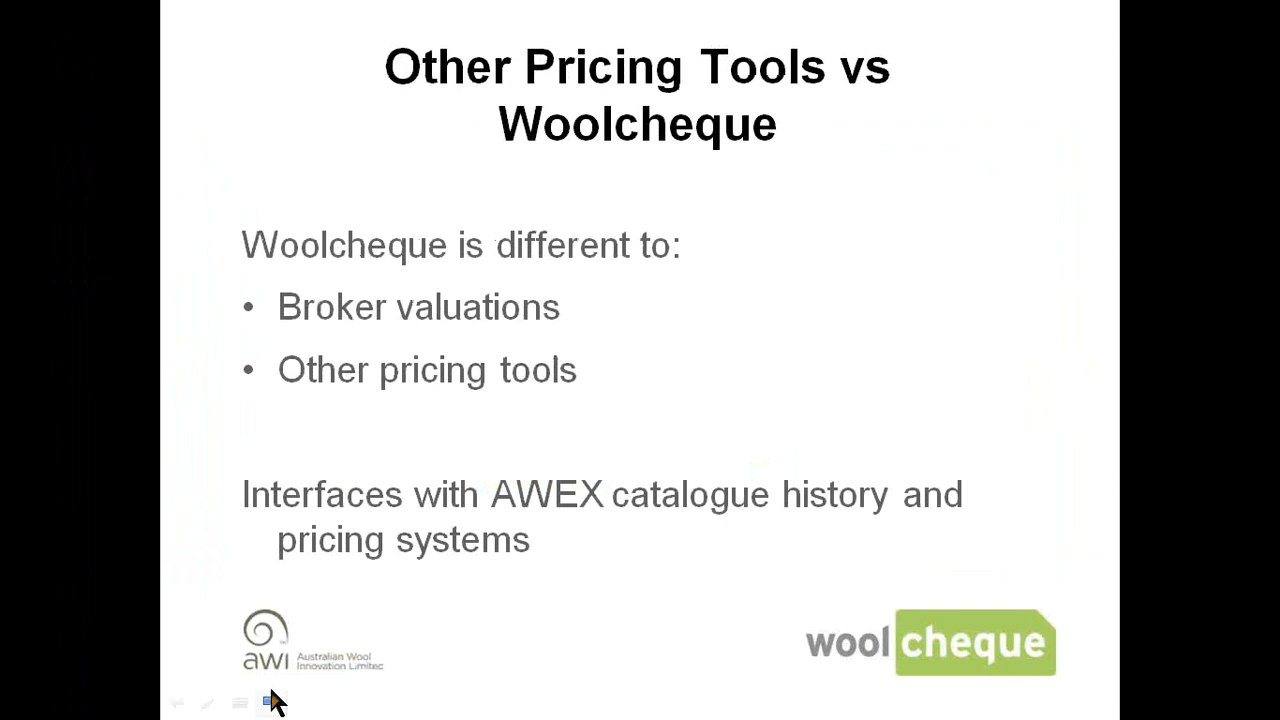 Other Pricing Tools vs
Woolcheque
Woolcheque is different to:
• Broker valuations
• Other pricing tools
Interfaces with AWEX catalogue history and
pricing systems
awi Australian Wool
Innovation Limited
wool cheque